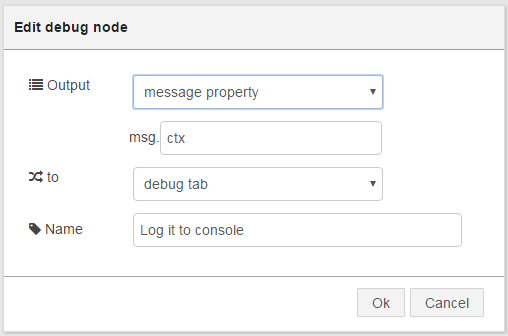 Edit debug node
Output
message property
msg.ctx
to
debug tab
Name
Log it to console
Ok Cancel